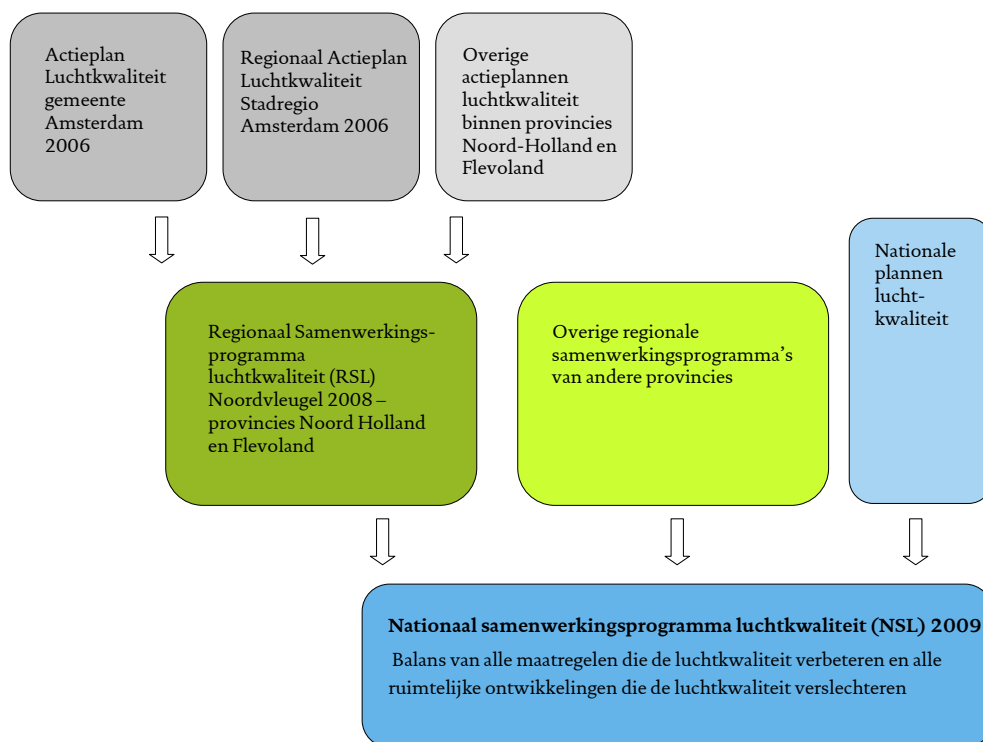 Actieplan
Luchtkwaliteit
gemeente
Amsterdam
2006
Regionaal Actieplan
Luchtkwaliteit
Stadregio
Amsterdam 2006
Overige
actieplannen
luchtkwaliteit
binnen provincies
Noord-Holland en
Flevoland
Nationale
plannen
lucht-
kwaliteit
Regionaal Samenwerkings-
programma
luchtkwaliteit (RSL)
Noordvleugel 2008 –
provincies Noord Holland
en Flevoland
Overige regionale
samenwerkingsprogramma's
van andere provincies
Nationaal samenwerkingsprogramma luchtkwaliteit (NSL) 2009
Balans van alle maatregelen die de luchtkwaliteit verbeteren en alle
ruimtelijke ontwikkelingen die de luchtkwaliteit verslechteren